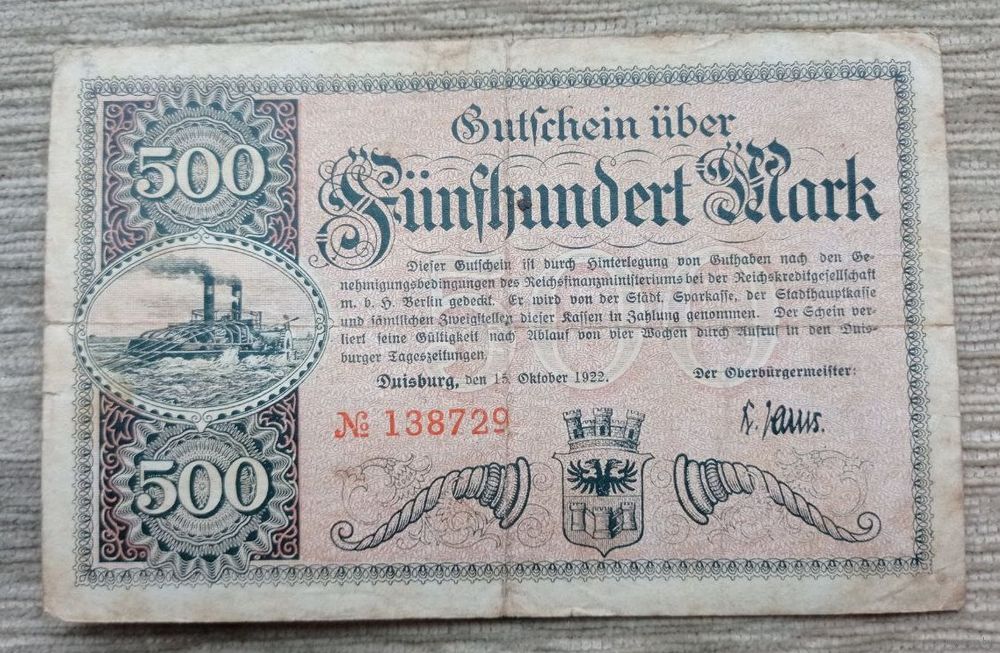 500
Gutschein über
Fünfhundert Mark
Dieser Gutschein ist durch Hinterlegung von Guthaben nach den Ge-
nehmigungsbedingungen des Reichsfinanzministeriums bei der Reichskreditgesellschaft
m. b. H. Berlin gedeckt. Er wird von der Städt. Sparkasse, der Stadthauptkasse
und sämtlichen Zweigstellen dieser Kassen in Zahlung genommen. Der Schein ver-
liert seine Gültigkeit nach Ablauf von vier Wochen durch Aufruf in den Duis-
burger Tageszeitungen.
Duisburg, den 15. Oktober 1922.
Der Oberbürgermeister:
№ 138729
500
500